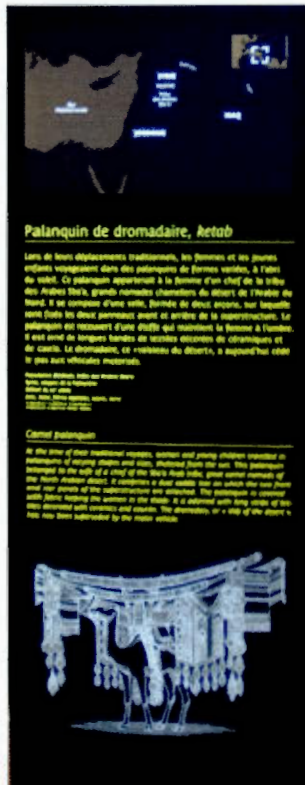 SYRIE
JORDANIE
IRAQ
Palanquin de dromadaire, ketab
Lors de leurs déplacements traditionnels, les femmes et les jeunes
enfants voyageaient dans des palanquins de formes variées, à l'abri
du soleil. Ce palanquin appartenait à la femme d'un chef de la tribu
des Arabes Sba'a, grands nomades chameliers du désert de l'Arabie du
Nord. Il se compose d'une selle, formée de deux arçons, sur laquelle
sont fixés les deux panneaux avant et arrière de la superstructure. Le
palanquin est recouvert d'une étoffe qui maintient la femme à l'ombre.
Il est orné de longues bandes de textiles décorées de céramiques et
de cauris. Le dromadaire, ce «vaisseau du désert», a aujourd'hui cédé
le pas aux véhicules motorisés.
Camel palanquin
At the time of their traditional voyages, women and young children travelled in
palanquins of varying shapes and sizes, sheltered from the sun. This palanquin
belonged to the wife of a chief of the Sba'a Arab tribe, great camel nomads of
the North Arabian desert. It comprises a dual saddle tree on which the front
and rear panels of the superstructure are attached. The palanquin is covered
with fabric keeping the woman in the shade. It is adorned with long strips of tex-
tiles decorated with ceramics and cowries. The dromedary, or « ship of the desert »
has now been superseded by the motor vehicle.